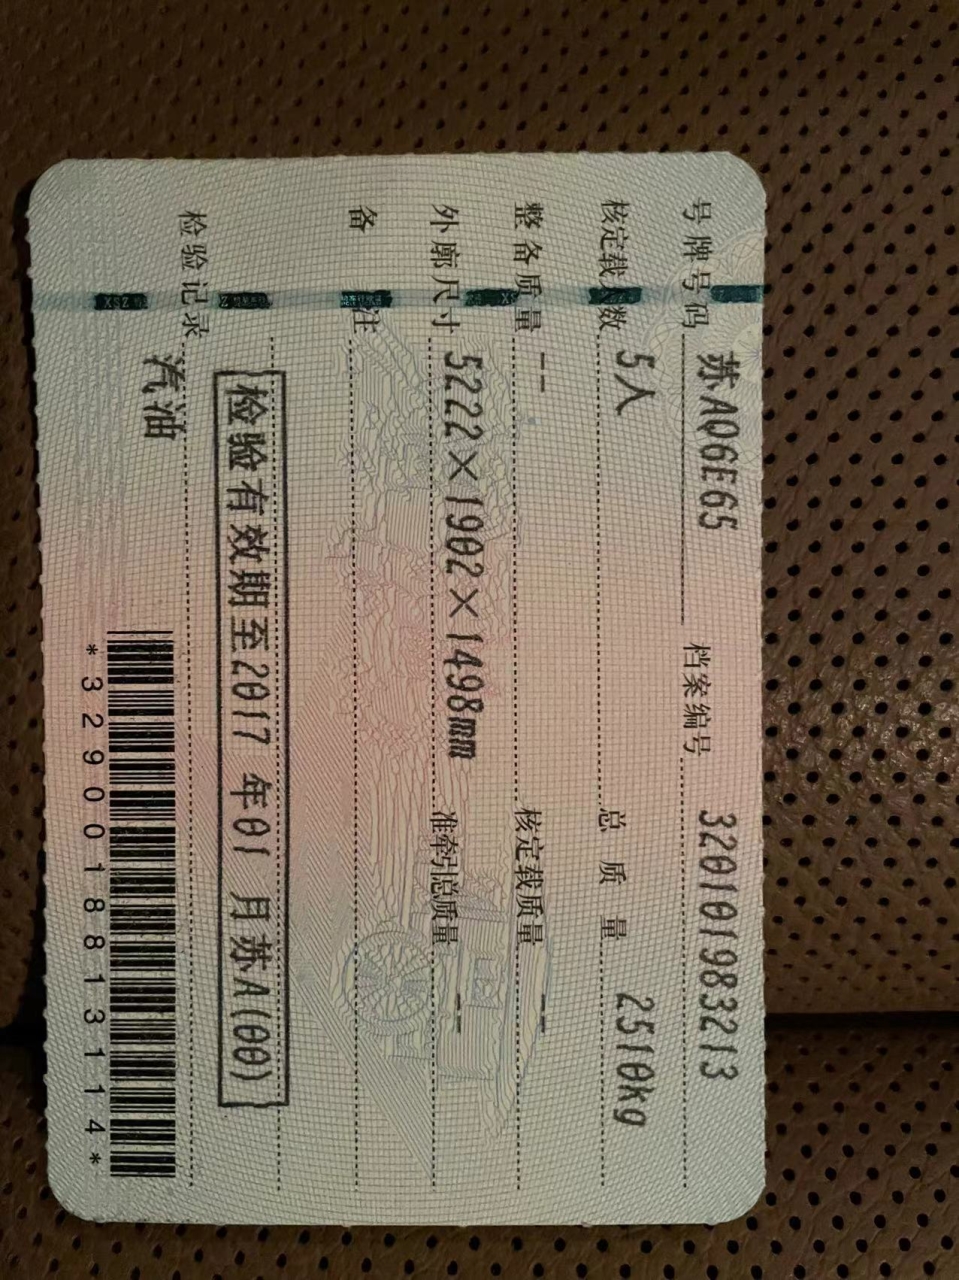 号牌号码 苏AQ6E65 档案编号 320101983213
核定载人数 5人 总质量 2510kg
整备质量 -- 核定载质量 --
外廓尺寸 5222×1902×1498mm 准牵引总质量 --
备注
[检验有效期至2017年01月苏A(00)]
检验记录
汽油
*3290018813114*